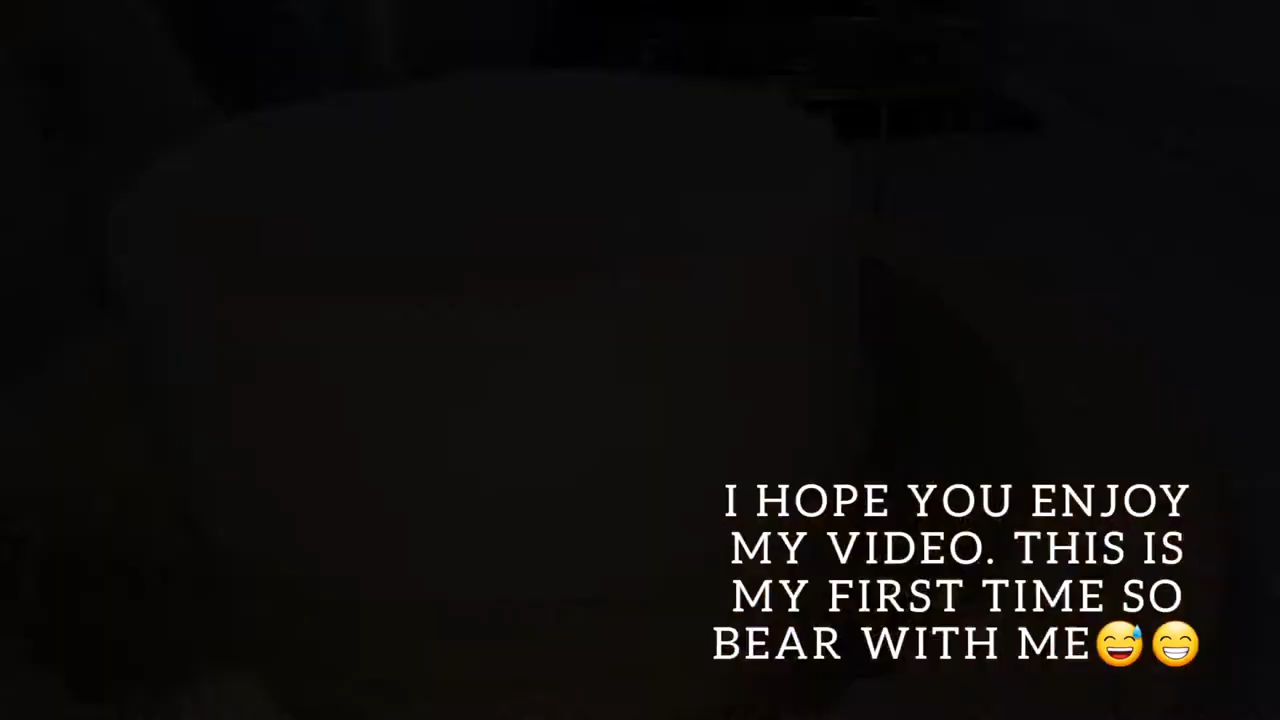 I HOPE YOU ENJOY
MY VIDEO. THIS IS
MY FIRST TIME SO
BEAR WITH ME😅😁